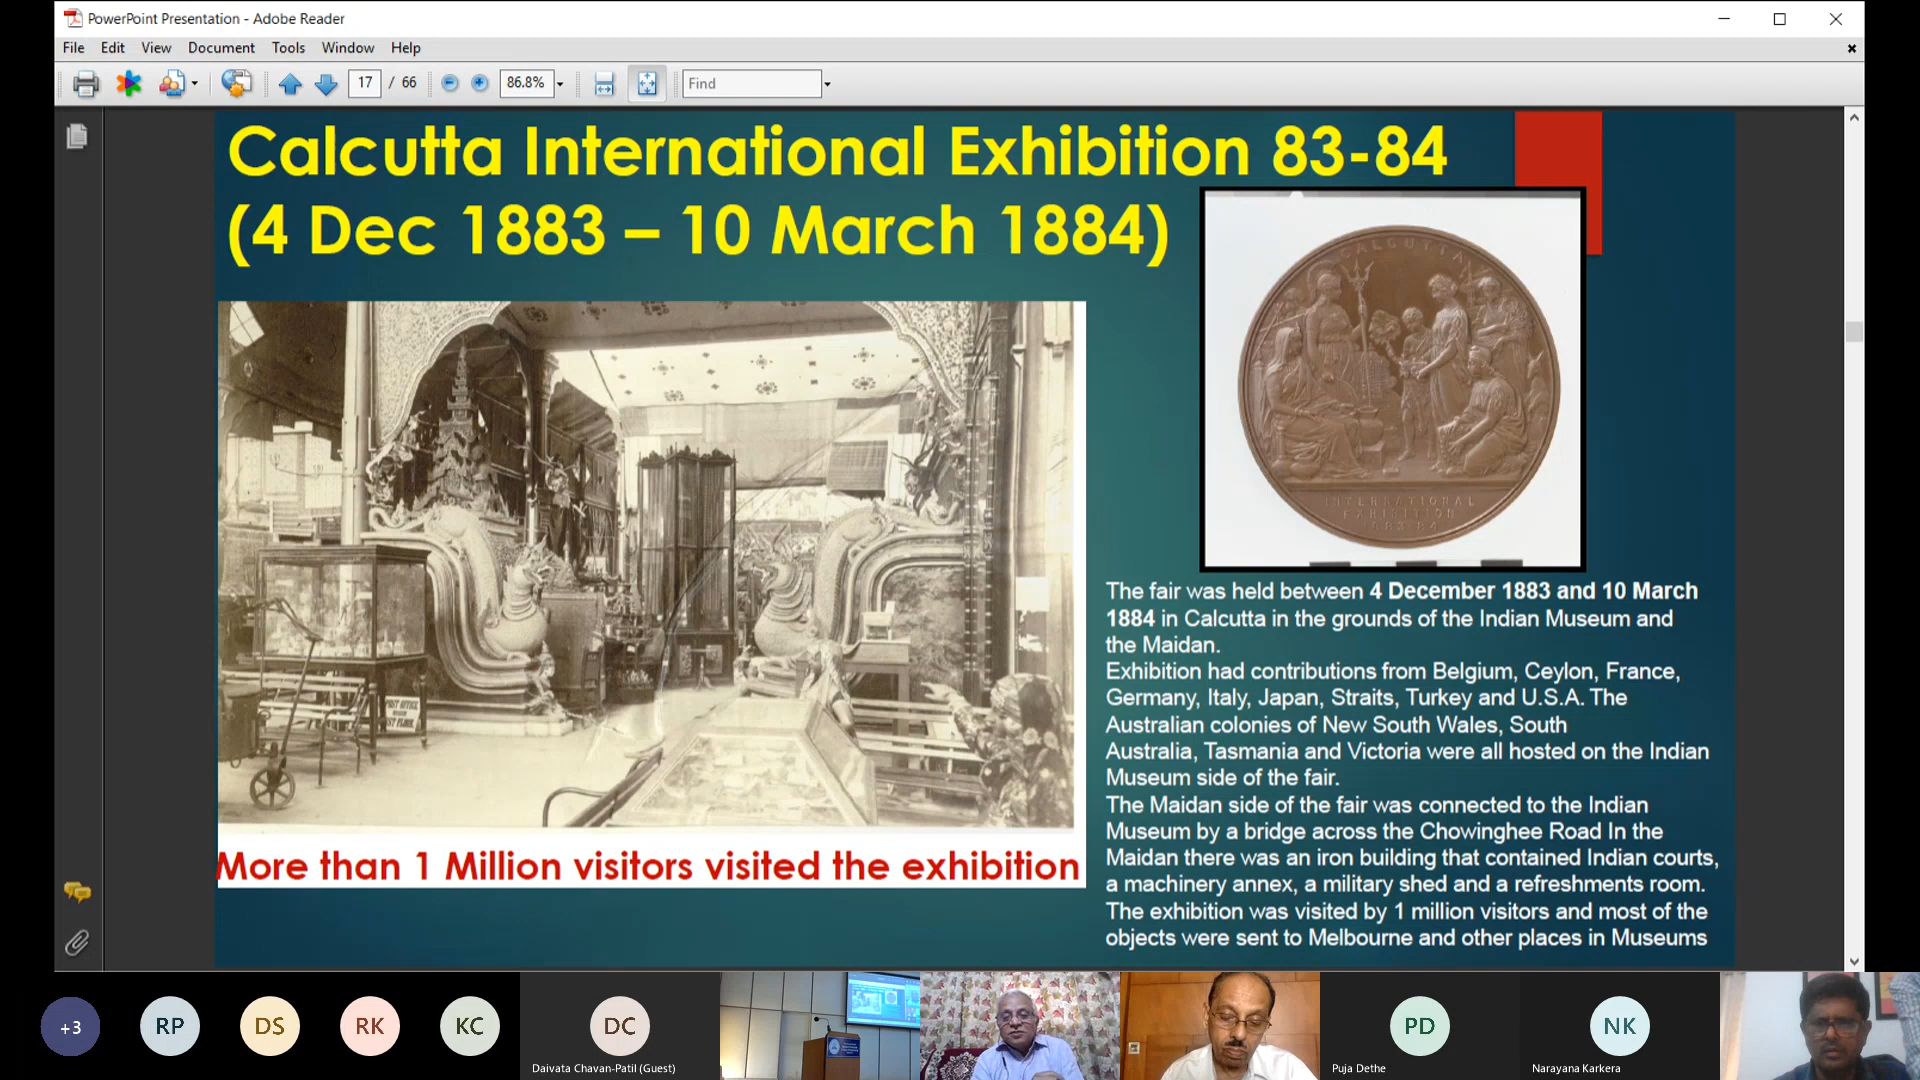 PowerPoint Presentation - Adobe Reader
File Edit View Document Tools Window Help
17 / 66 86.8% Find
Calcutta International Exhibition 83-84
(4 Dec 1883 – 10 March 1884)
CALCUTTA
INTERNATIONAL
EXHIBITION
1883-84
POST OFFICE
The fair was held between 4 December 1883 and 10 March
1884 in Calcutta in the grounds of the Indian Museum and
the Maidan.
Exhibition had contributions from Belgium, Ceylon, France,
Germany, Italy, Japan, Straits, Turkey and U.S.A. The
Australian colonies of New South Wales, South
Australia, Tasmania and Victoria were all hosted on the Indian
Museum side of the fair.
The Maidan side of the fair was connected to the Indian
Museum by a bridge across the Chowinghee Road In the
Maidan there was an iron building that contained Indian courts,
a machinery annex, a military shed and a refreshments room.
The exhibition was visited by 1 million visitors and most of the
objects were sent to Melbourne and other places in Museums
More than 1 Million visitors visited the exhibition
+3 RP DS RK KC DC PD NK
Daivata Chavan-Patil (Guest) Puja Dethe Narayana Karkera